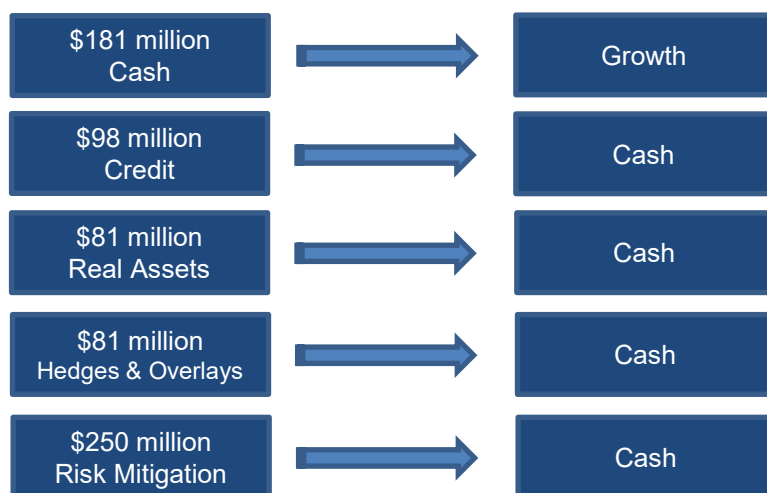 $181 million
Cash
Growth
$98 million
Credit
Cash
$81 million
Real Assets
Cash
$81 million
Hedges & Overlays
Cash
$250 million
Risk Mitigation
Cash